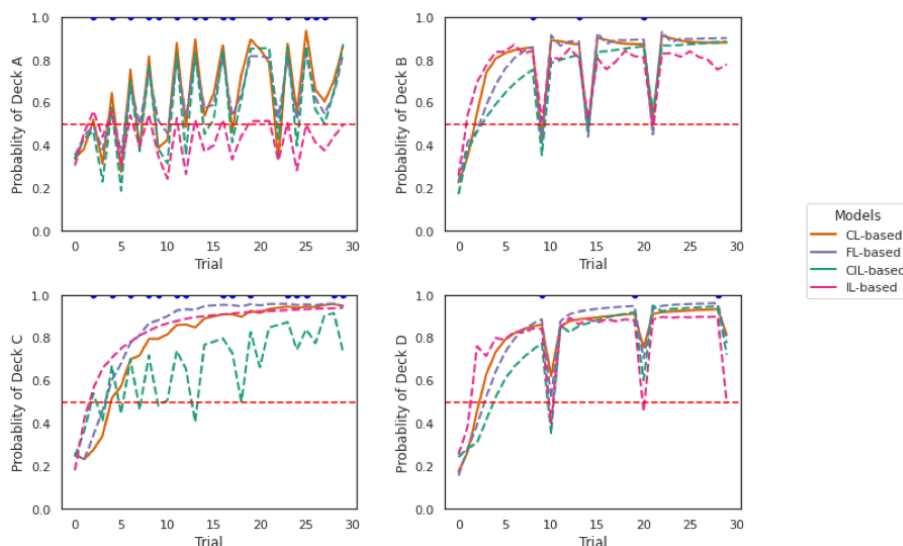 1.0
0.8
0.6
0.4
0.2
0.0
Probablity of Deck A
0 5 10 15 20 25 30
Trial
1.0
0.8
0.6
0.4
0.2
0.0
Probablity of Deck B
0 5 10 15 20 25 30
Trial
Models
CL-based
FL-based
CIL-based
IL-based
1.0
0.8
0.6
0.4
0.2
0.0
Probablity of Deck C
0 5 10 15 20 25 30
Trial
1.0
0.8
0.6
0.4
0.2
0.0
Probablity of Deck D
0 5 10 15 20 25 30
Trial